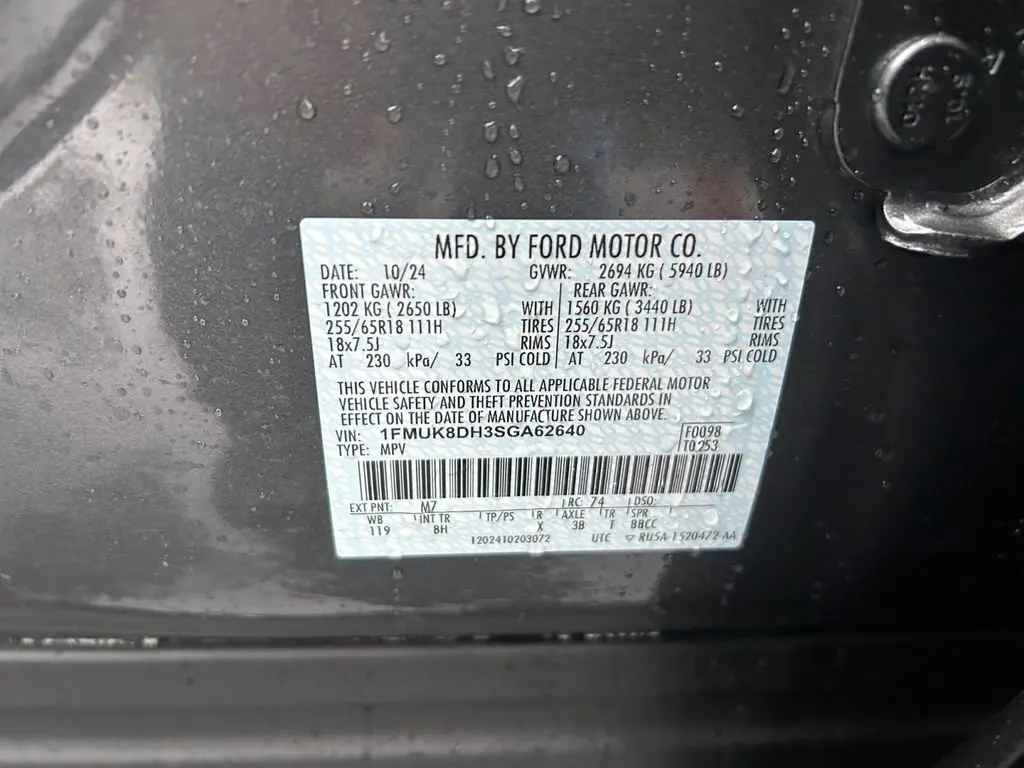 MFD. BY FORD MOTOR CO.
DATE: 10/24 GVWR: 2694 KG ( 5940 LB)
FRONT GAWR: REAR GAWR:
1202 KG ( 2650 LB) WITH 1560 KG ( 3440 LB) WITH
255/65R18 111H TIRES 255/65R18 111H TIRES
18x7.5J RIMS 18x7.5J RIMS
AT 230 kPa/ 33 PSI COLD AT 230 kPa/ 33 PSI COLD
THIS VEHICLE CONFORMS TO ALL APPLICABLE FEDERAL MOTOR
VEHICLE SAFETY AND THEFT PREVENTION STANDARDS IN
EFFECT ON THE DATE OF MANUFACTURE SHOWN ABOVE.
VIN: 1FMUK8DH3SGA62640 F0098
TYPE: MPV T0253
EXT PNT: M7 RC: 74 DSO:
WB INT TR TP/PS R AXLE TR SPR
119 8H X 3B T BBCC
1202410203072 UTC